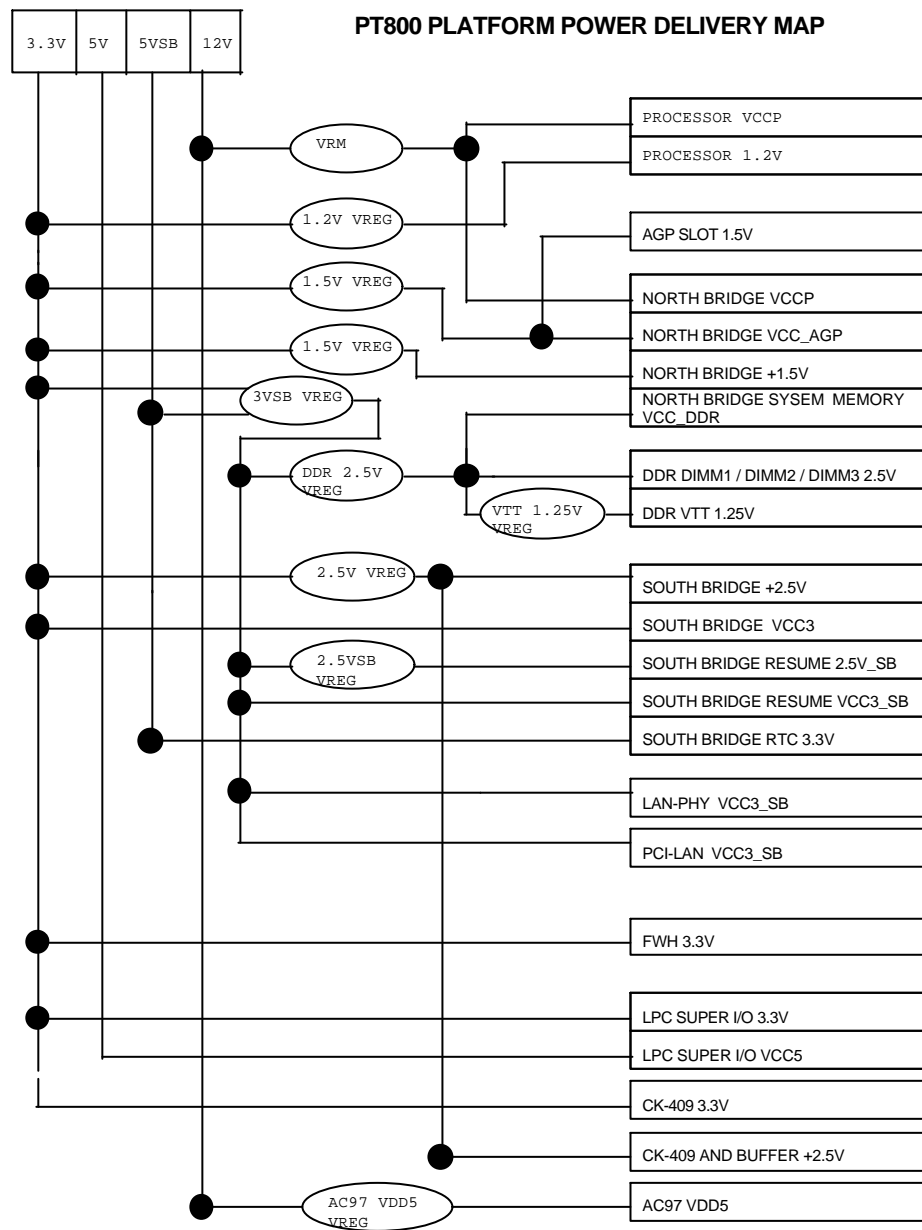 PT800 PLATFORM POWER DELIVERY MAP
3.3V 5V 5VSB 12V
PROCESSOR VCCP
VRM
PROCESSOR 1.2V
1.2V VREG
AGP SLOT 1.5V
1.5V VREG
NORTH BRIDGE VCCP
NORTH BRIDGE VCC_AGP
1.5V VREG
NORTH BRIDGE +1.5V
3VSB VREG
NORTH BRIDGE SYSEM MEMORY
VCC_DDR
DDR 2.5V
VREG
DDR DIMM1 / DIMM2 / DIMM3 2.5V
VTT 1.25V
VREG
DDR VTT 1.25V
2.5V VREG
SOUTH BRIDGE +2.5V
SOUTH BRIDGE VCC3
2.5VSB
VREG
SOUTH BRIDGE RESUME 2.5V_SB
SOUTH BRIDGE RESUME VCC3_SB
SOUTH BRIDGE RTC 3.3V
LAN-PHY VCC3_SB
PCI-LAN VCC3_SB
FWH 3.3V
LPC SUPER I/O 3.3V
LPC SUPER I/O VCC5
CK-409 3.3V
CK-409 AND BUFFER +2.5V
AC97 VDD5
VREG
AC97 VDD5